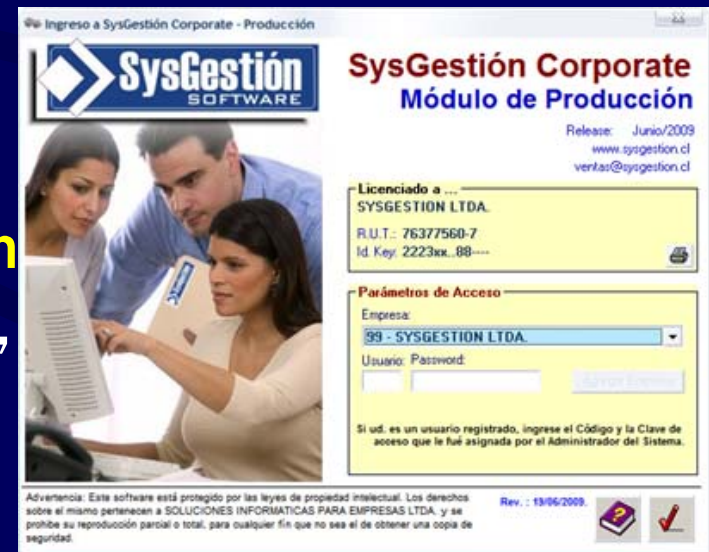 Ingreso a SysGestión Corporate - Producción
SysGestión
SOFTWARE
SysGestión Corporate
Módulo de Producción
Release: Junio/2009
www.sysgestion.cl
ventas@sysgestion.cl
Licenciado a ...
SYSGESTION LTDA.
R.U.T.: 76377560-7
Id. Key: 2223xx..88----
Parámetros de Acceso
Empresa:
99 - SYSGESTION LTDA.
Usuario: Password:
Si ud. es un usuario registrado, ingrese el Código y la Clave de
acceso que le fué asignada por el Administrador del Sistema.
Advertencia: Este software está protegido por las leyes de propiedad intelectual. Los derechos
sobre el mismo pertenecen a SOLUCIONES INFORMATICAS PARA EMPRESAS LTDA. y se
prohibe su reproducción parcial o total, para cualquier fin que no sea el de obtener una copia de
seguridad.
Rev. : 19/06/2009.
n
,